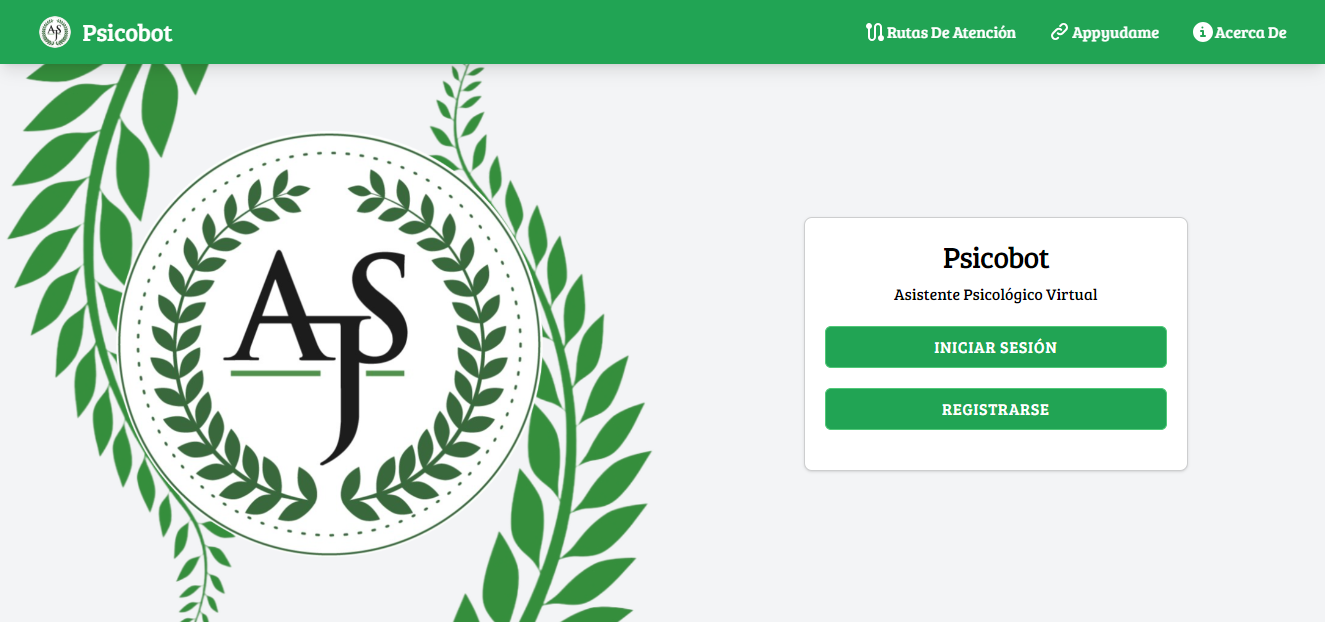 Psicobot
Rutas De Atención
Appyudame
Acerca De
AJS
Psicobot
Asistente Psicológico Virtual
INICIAR SESIÓN
REGISTRARSE